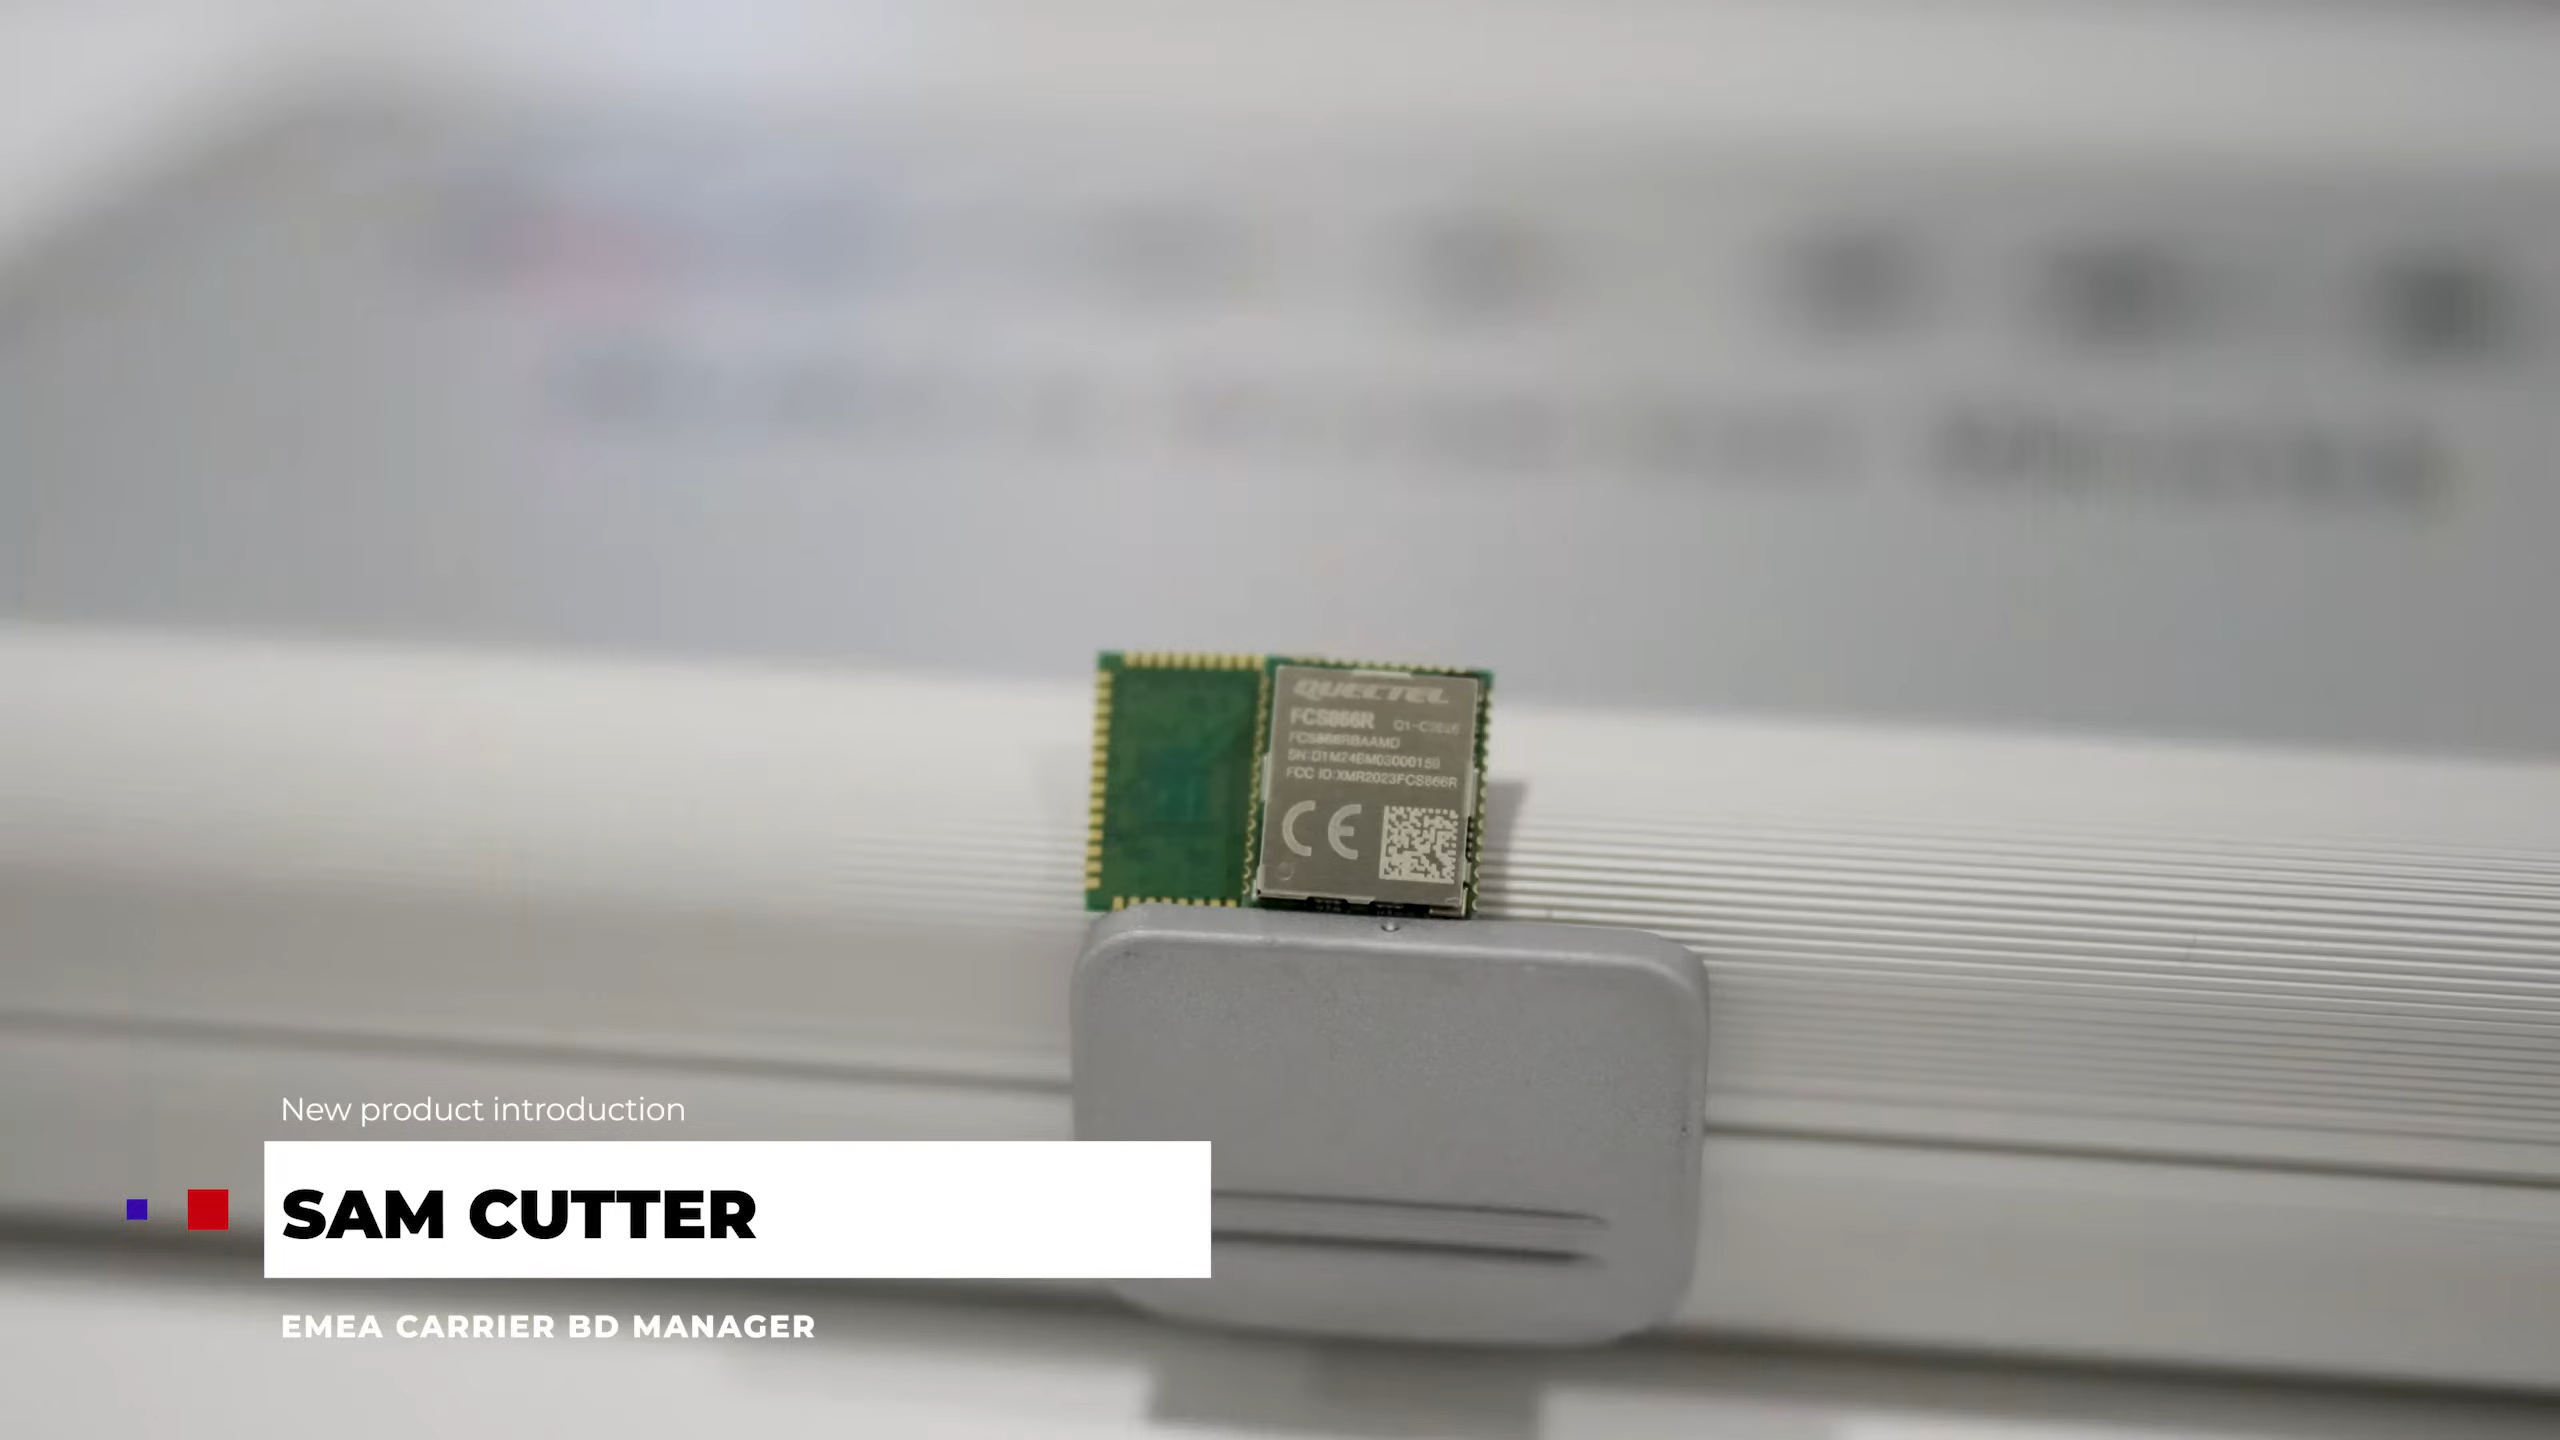 QUECTEL
FCS866R
FCS866RBAAMD
FCC ID:XMR2023FCS866R
CE
New product introduction
SAM CUTTER
EMEA CARRIER BD MANAGER